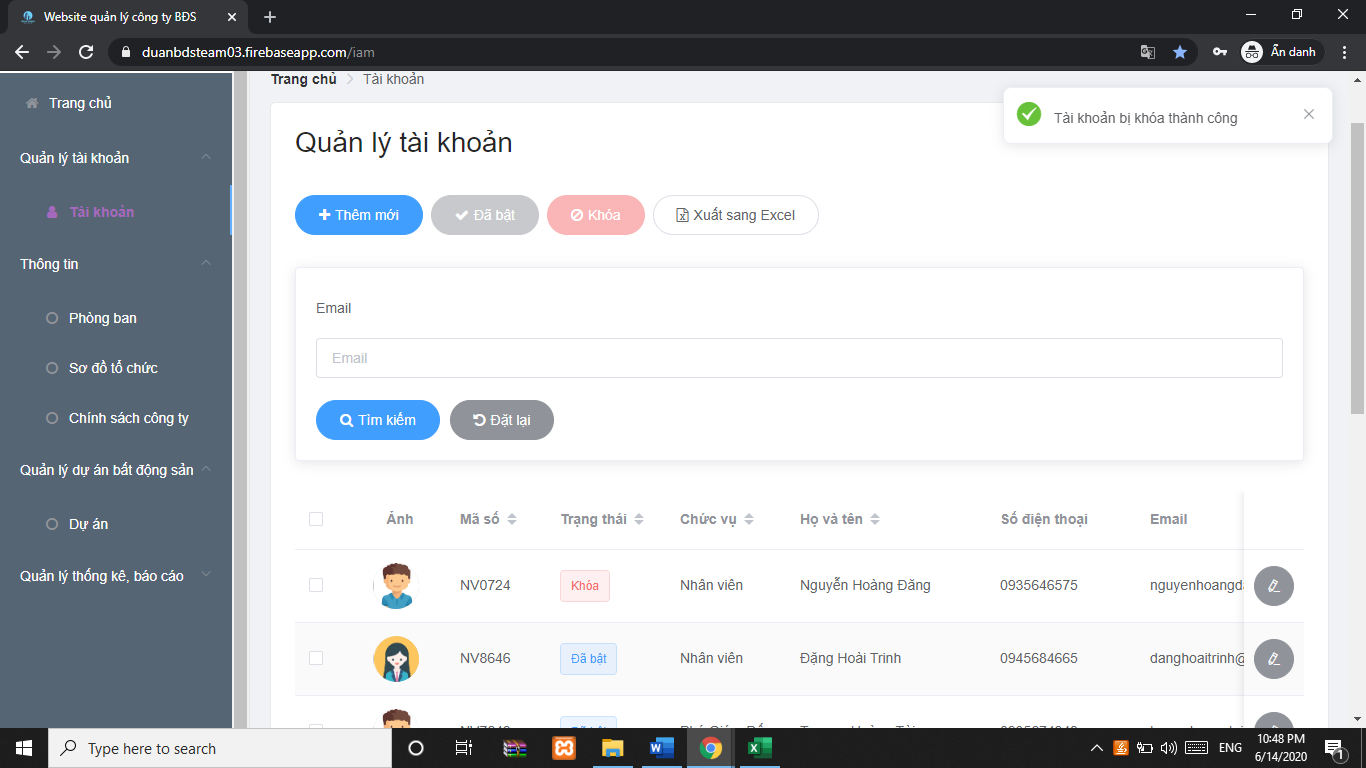 Website quản lý công ty BĐS
duanbdsteam03.firebaseapp.com/iam
Ẩn danh
Trang chủ
Quản lý tài khoản
Tài khoản
Thông tin
Phòng ban
Sơ đồ tổ chức
Chính sách công ty
Quản lý dự án bất động sản
Dự án
Quản lý thống kê, báo cáo
Trang chủ Tài khoản
Tài khoản bị khóa thành công
Quản lý tài khoản
Thêm mới Đã bật Khóa Xuất sang Excel
Email
Email
Tìm kiếm Đặt lại
Ảnh Mã số Trạng thái Chức vụ Họ và tên Số điện thoại Email
NV0724 Khóa Nhân viên Nguyễn Hoàng Đăng 0935646575 nguyenhoangda
NV8646 Đã bật Nhân viên Đặng Hoài Trinh 0945684665 danghoaitrinh@
Type here to search
ENG
10:48 PM
6/14/2020
1